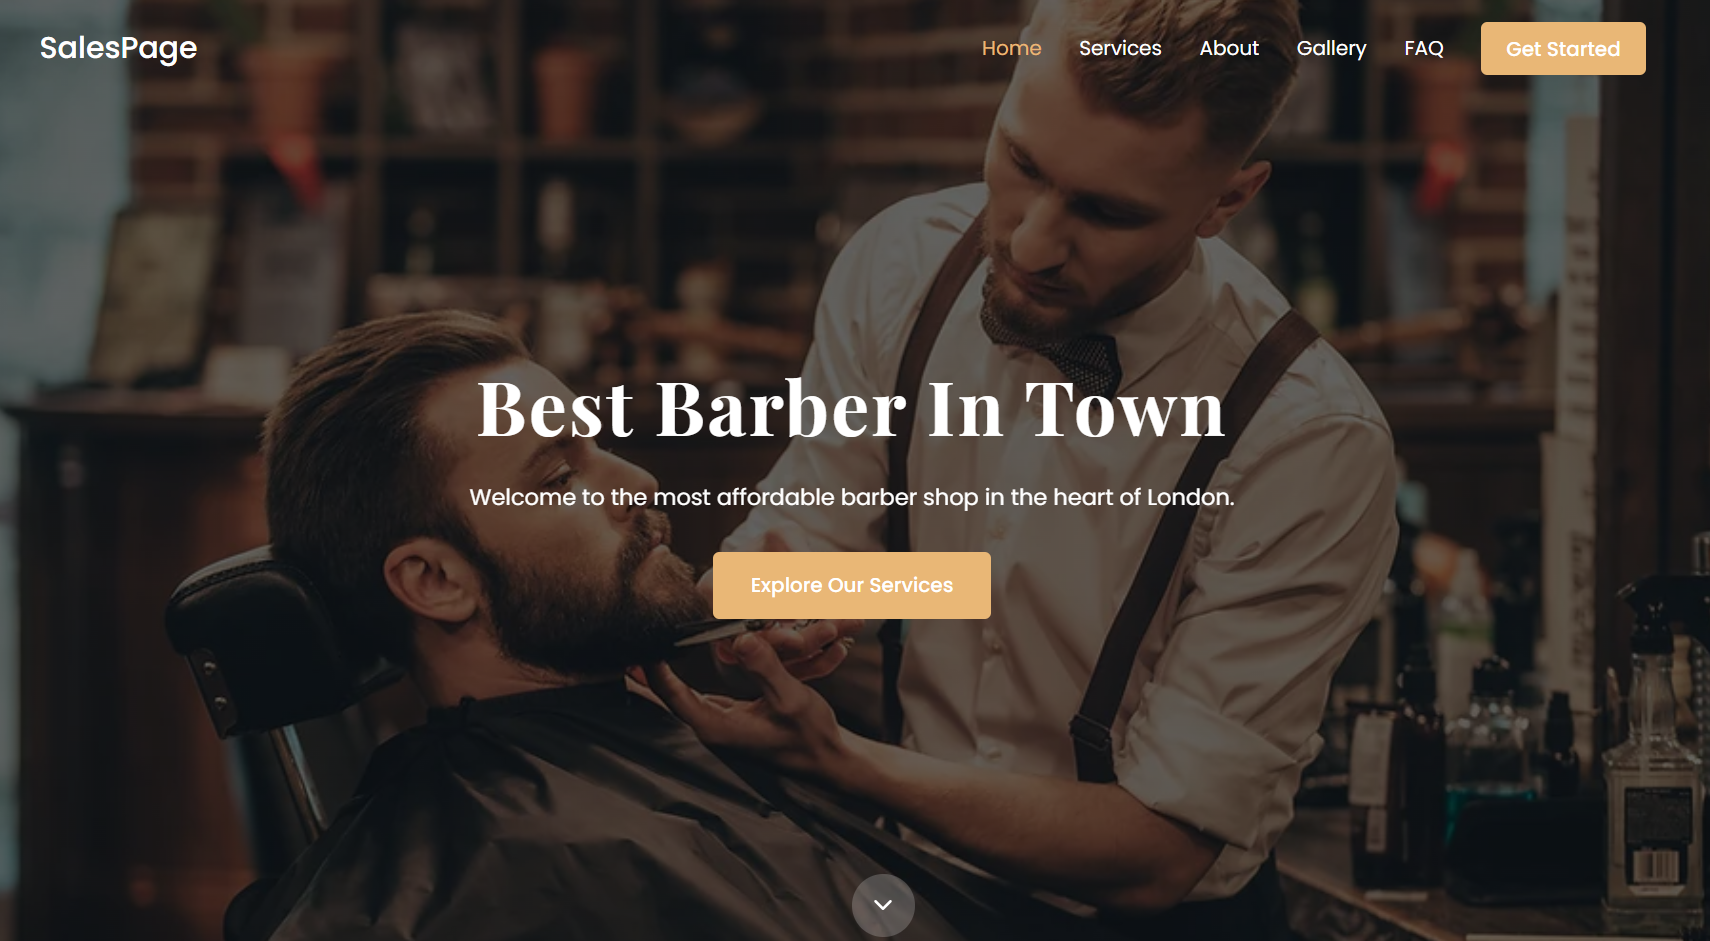 SalesPage
Home Services About Gallery FAQ Get Started
Best Barber In Town
Welcome to the most affordable barber shop in the heart of London.
Explore Our Services